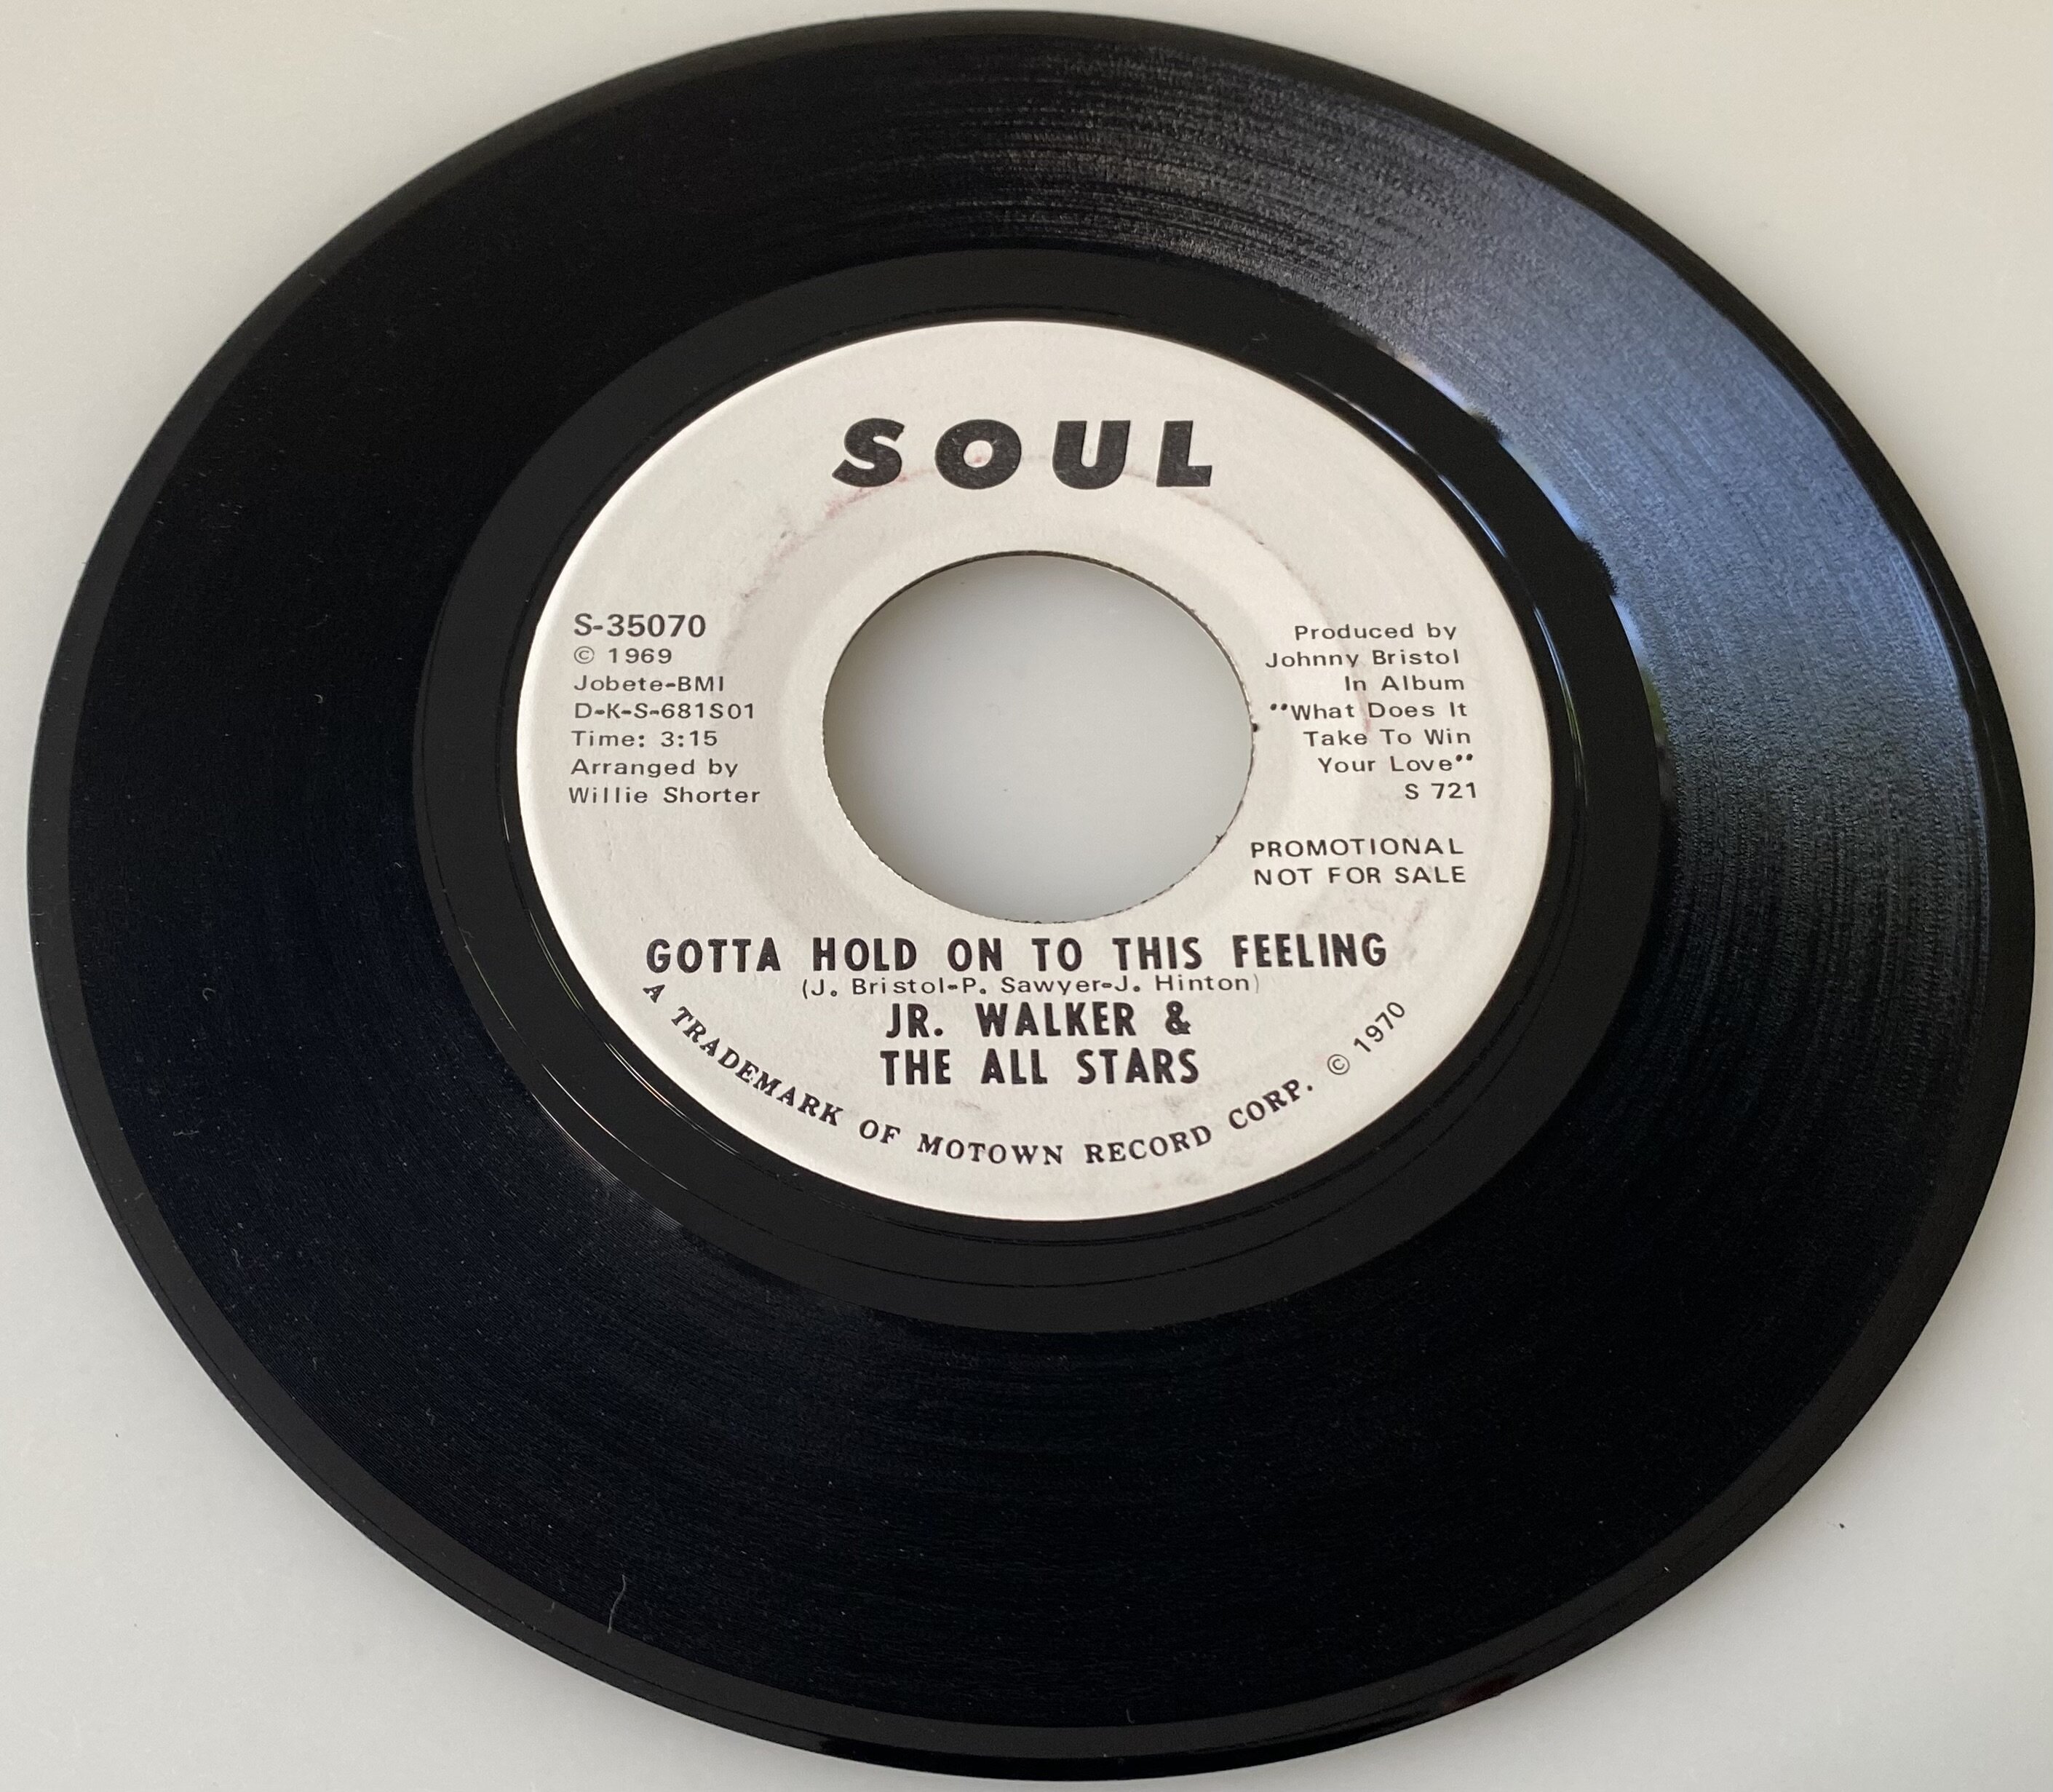 SOUL
S-35070
© 1969
Jobete-BMI
D-K-S-681S01
Time: 3:15
Arranged by
Willie Shorter
Produced by
Johnny Bristol
In Album
"What Does It
Take To Win
Your Love"
S 721
PROMOTIONAL
NOT FOR SALE
GOTTA HOLD ON TO THIS FEELING
(J. Bristol-P. Sawyer-J. Hinton)
JR. WALKER &
THE ALL STARS
A TRADEMARK OF MOTOWN RECORD CORP. © 1970